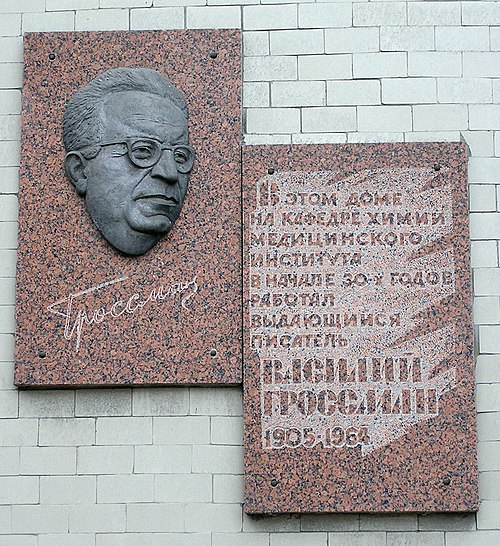 Гроссман
В ЭТОМ ДОМЕ
НА КАФЕДРЕ ХИМИИ
МЕДИЦИНСКОГО
ИНСТИТУТА
В НАЧАЛЕ 30-х ГОДОВ
РАБОТАЛ
ВЫДАЮЩИЙСЯ
ПИСАТЕЛЬ
ВАСИЛИЙ
ГРОССМАН
1905-1964